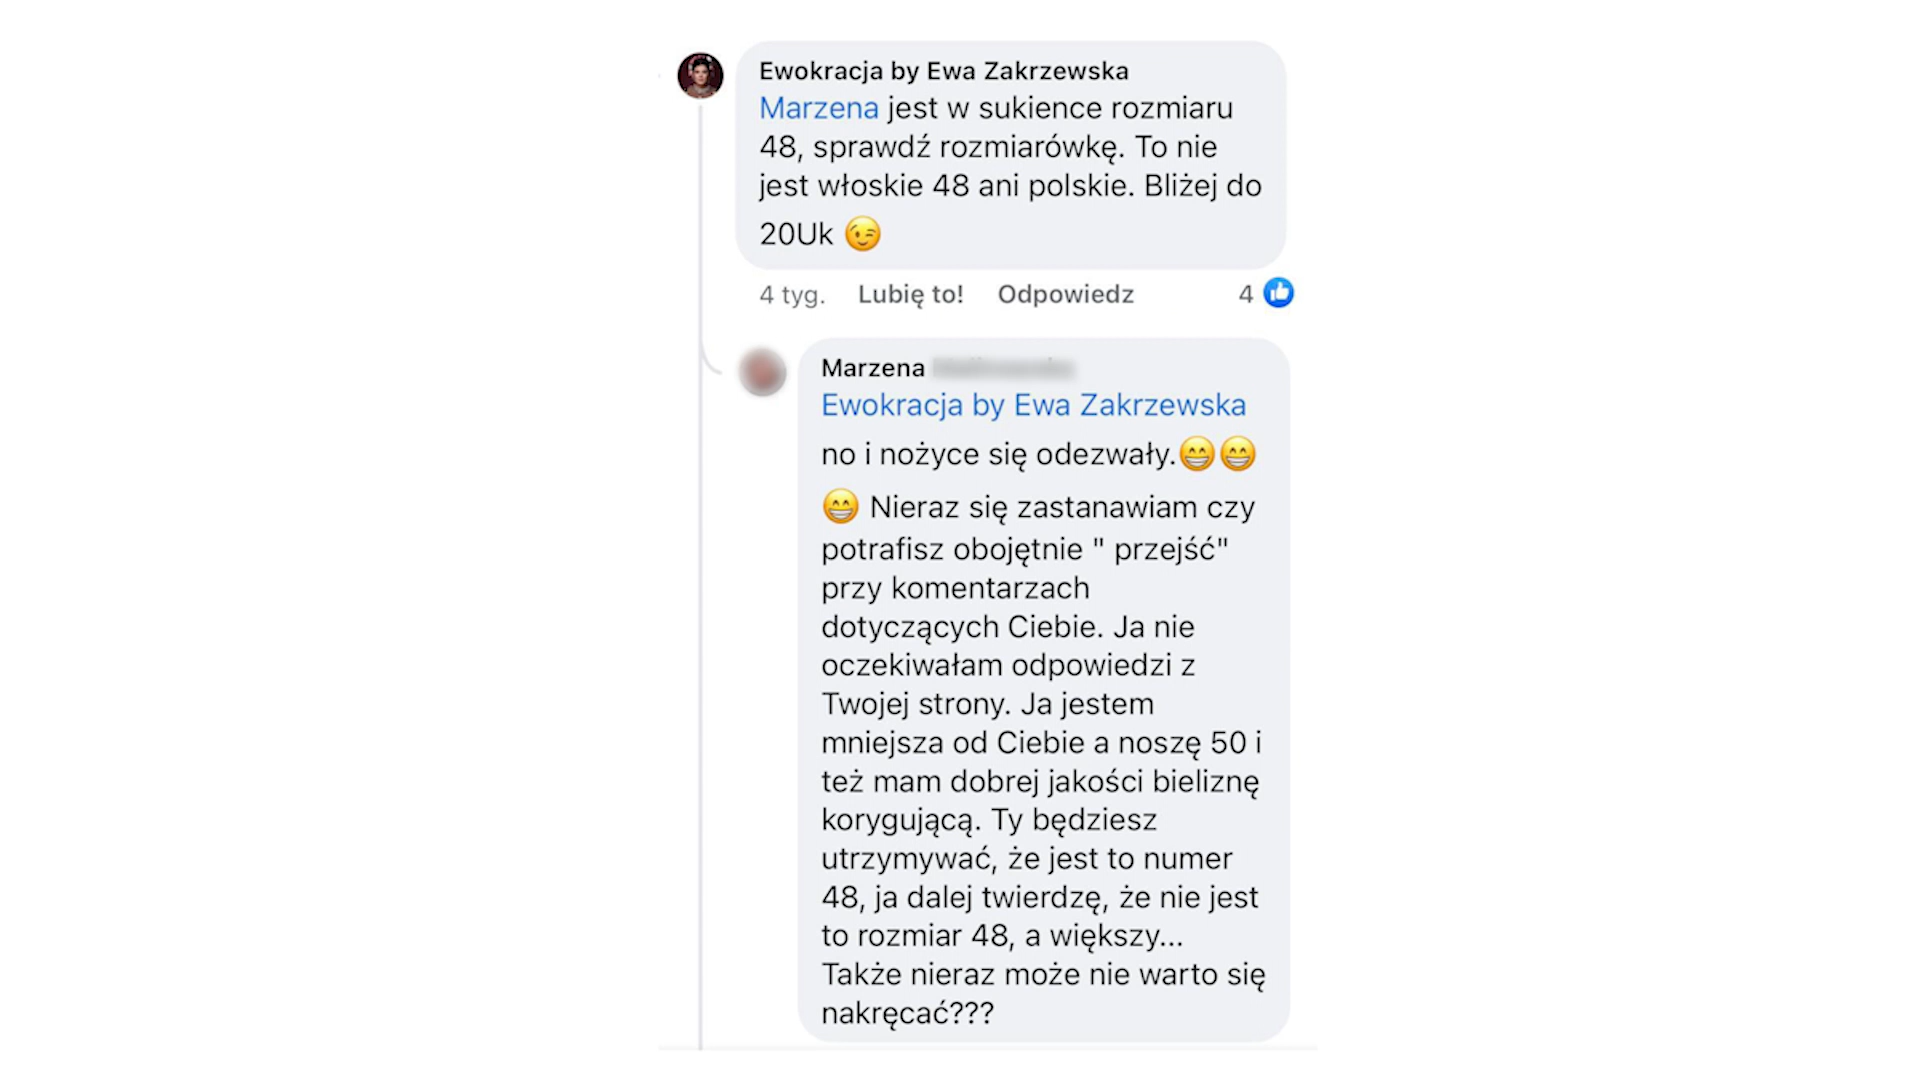 Ewokracja by Ewa Zakrzewska
Marzena jest w sukience rozmiaru
48, sprawdź rozmiarówkę. To nie
jest włoskie 48 ani polskie. Bliżej do
20Uk 😉
4 tyg. Lubię to! Odpowiedz 4
Marzena
Ewokracja by Ewa Zakrzewska
no i nożyce się odezwały.😁😁
😁 Nieraz się zastanawiam czy
potrafisz obojętnie " przejść"
przy komentarzach
dotyczących Ciebie. Ja nie
oczekiwałam odpowiedzi z
Twojej strony. Ja jestem
mniejsza od Ciebie a noszę 50 i
też mam dobrej jakości bieliznę
korygującą. Ty będziesz
utrzymywać, że jest to numer
48, ja dalej twierdzę, że nie jest
to rozmiar 48, a większy...
Także nieraz może nie warto się
nakręcać???